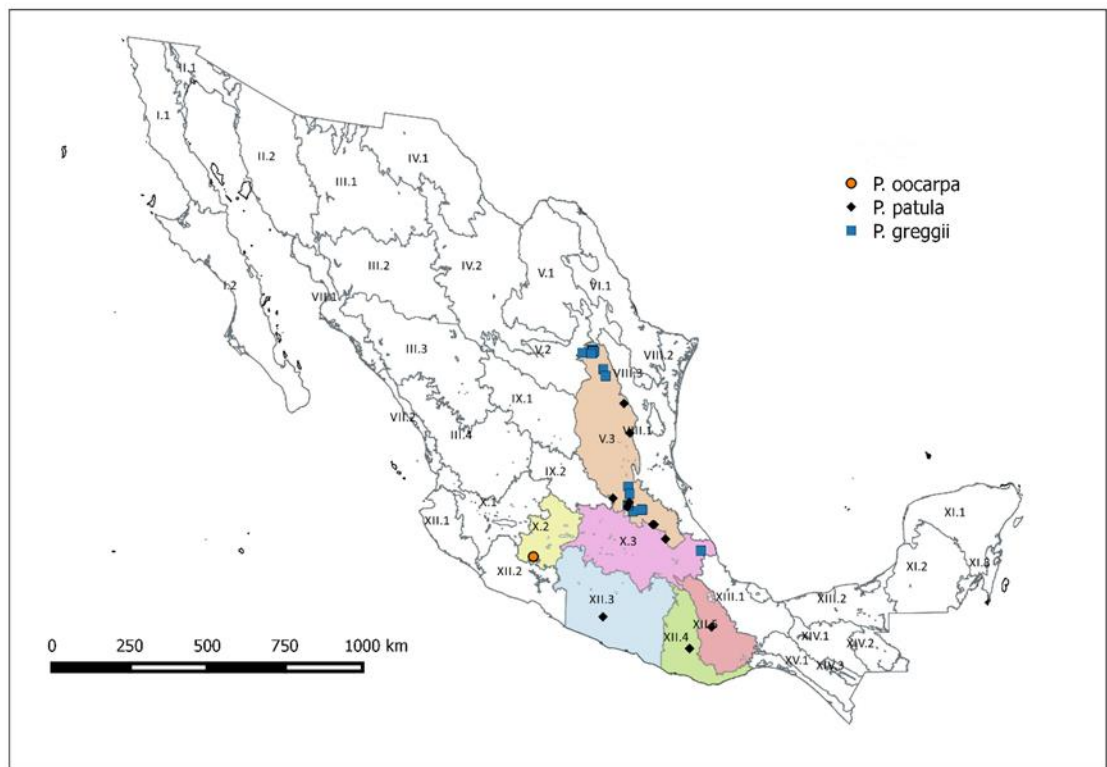 II.1
I.1
II.2
IV.1
III.1
P. oocarpa
P. patula
P. greggii
III.2
IV.2
V.1
VI.1
I.2
VII.1
III.3
V.2
VIII.2
VIII.3
IX.1
VII.2
III.4
V.3
VIII.1
IX.2
X.1
XII.1
X.2
X.3
XI.1
XI.2
XI.3
XII.2
XII.3
XIII.1
XIII.2
XII.5
XII.4
XIV.1
XIV.2
XV.1
XIV.3
0 250 500 750 1000 km